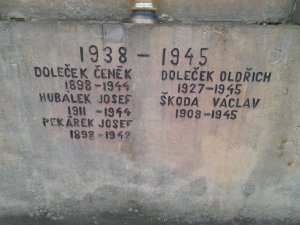 1938 - 1945
DOLEČEK ČENĚK
1898-1944
HUBÁLEK JOSEF
1911-1944
PEKÁREK JOSEF
1898-1942
DOLEČEK OLDŘICH
1927-1945
ŠKODA VÁCLAV
1908-1945